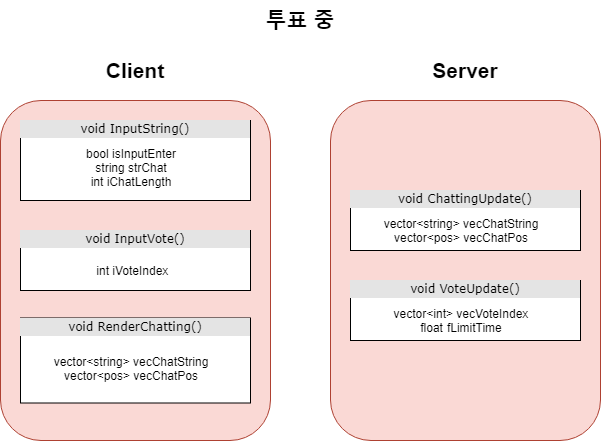 투표 중
Client
Server
void InputString()
bool isInputEnter
string strChat
int iChatLength
void InputVote()
int iVoteIndex
void RenderChatting()
vector<string> vecChatString
vector<pos> vecChatPos
void ChattingUpdate()
vector<string> vecChatString
vector<pos> vecChatPos
void VoteUpdate()
vector<int> vecVoteIndex
float fLimitTime